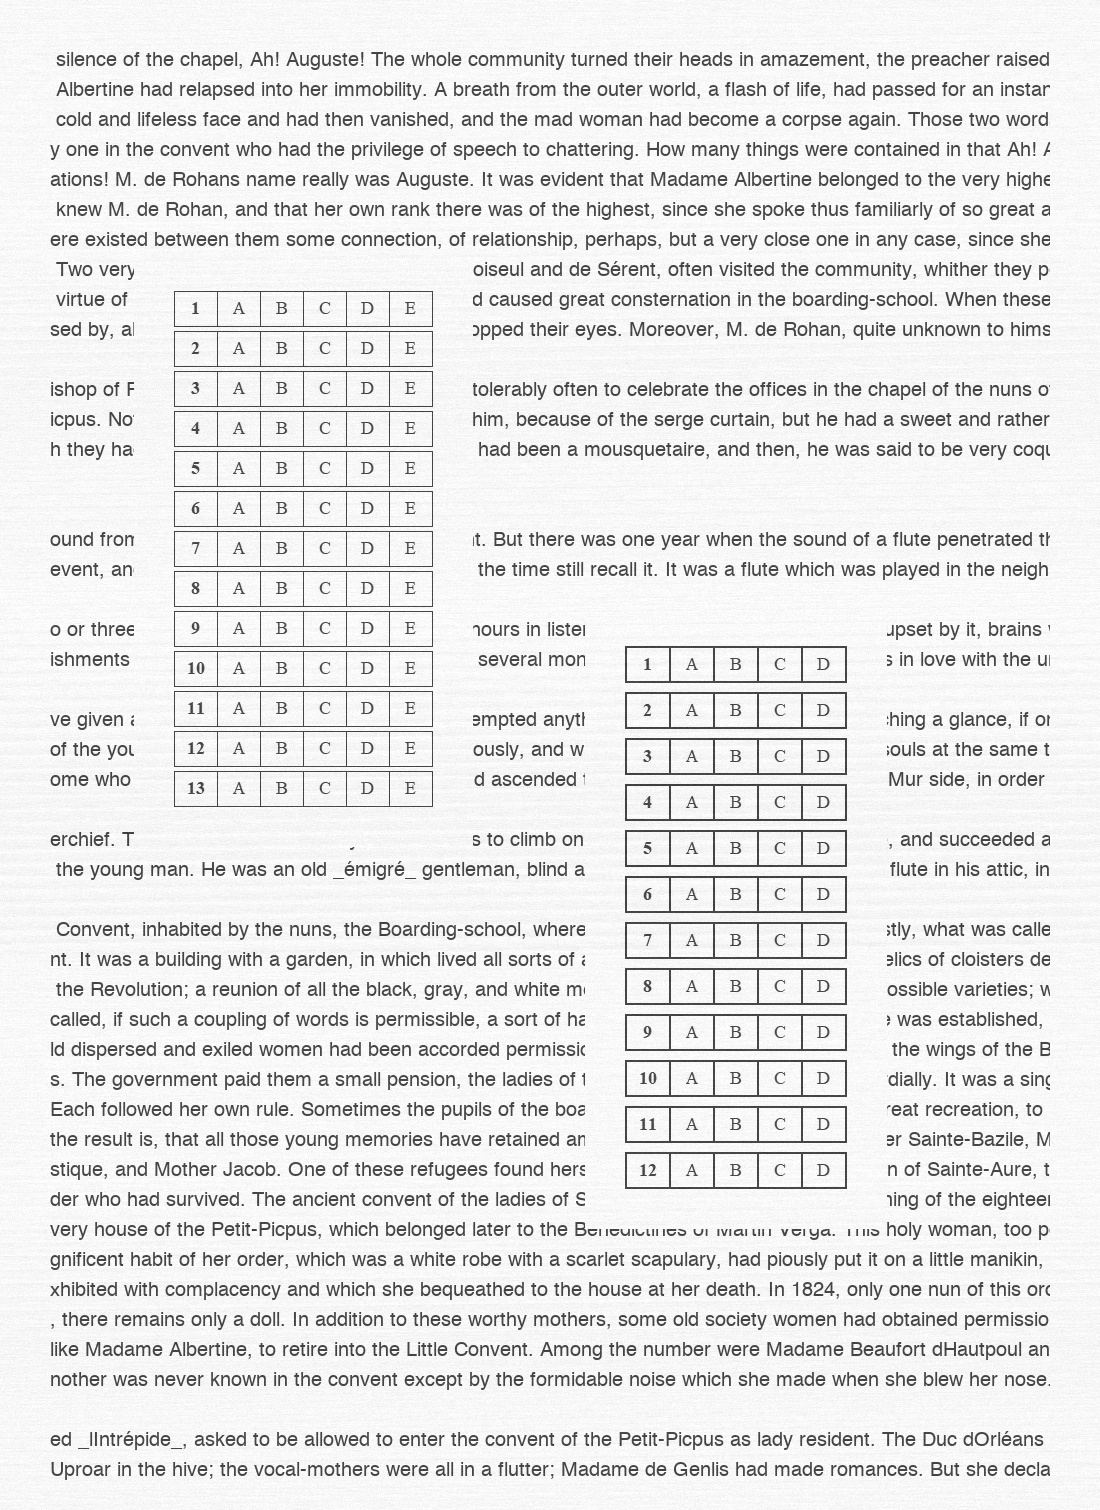 silence of the chapel, Ah! Auguste! The whole community turned their heads in amazement, the preacher raised
Albertine had relapsed into her immobility. A breath from the outer world, a flash of life, had passed for an instan
cold and lifeless face and had then vanished, and the mad woman had become a corpse again. Those two word
y one in the convent who had the privilege of speech to chattering. How many things were contained in that Ah! A
ations! M. de Rohans name really was Auguste. It was evident that Madame Albertine belonged to the very highe
knew M. de Rohan, and that her own rank there was of the highest, since she spoke thus familiarly of so great a
ere existed between them some connection, of relationship, perhaps, but a very close one in any case, since she
Two very oiseul and de Sérent, often visited the community, whither they p
virtue of d caused great consternation in the boarding-school. When these
sed by, al opped their eyes. Moreover, M. de Rohan, quite unknown to hims
ishop of P tolerably often to celebrate the offices in the chapel of the nuns of
icpus. Not him, because of the serge curtain, but he had a sweet and rather
h they ha had been a mousquetaire, and then, he was said to be very coqu
ound from t. But there was one year when the sound of a flute penetrated th
event, and the time still recall it. It was a flute which was played in the neigh
o or three hours in listen upset by it, brains
ishments several mon s in love with the un
ve given a empted anyth ching a glance, if on
of the you ously, and w souls at the same t
ome who d ascended Mur side, in order
erchief. T s to climb on , and succeeded a
the young man. He was an old _émigré_ gentleman, blind a flute in his attic, in
Convent, inhabited by the nuns, the Boarding-school, where stly, what was calle
nt. It was a building with a garden, in which lived all sorts of a elics of cloisters de
the Revolution; a reunion of all the black, gray, and white me ossible varieties; w
called, if such a coupling of words is permissible, a sort of ha e was established,
ld dispersed and exiled women had been accorded permissio the wings of the B
s. The government paid them a small pension, the ladies of t rdially. It was a sing
Each followed her own rule. Sometimes the pupils of the boa reat recreation, to
the result is, that all those young memories have retained an er Sainte-Bazile, M
stique, and Mother Jacob. One of these refugees found hers n of Sainte-Aure, t
der who had survived. The ancient convent of the ladies of S ning of the eighteen
very house of the Petit-Picpus, which belonged later to the Benedictines of Martin Verga. This holy woman, too p
gnificent habit of her order, which was a white robe with a scarlet scapulary, had piously put it on a little manikin,
xhibited with complacency and which she bequeathed to the house at her death. In 1824, only one nun of this ord
, there remains only a doll. In addition to these worthy mothers, some old society women had obtained permissio
like Madame Albertine, to retire into the Little Convent. Among the number were Madame Beaufort dHautpoul an
nother was never known in the convent except by the formidable noise which she made when she blew her nose.
ed _lIntrépide_, asked to be allowed to enter the convent of the Petit-Picpus as lady resident. The Duc dOrléans
Uproar in the hive; the vocal-mothers were all in a flutter; Madame de Genlis had made romances. But she decla
1 A B C D E
2 A B C D E
3 A B C D E
4 A B C D E
5 A B C D E
6 A B C D E
7 A B C D E
8 A B C D E
9 A B C D E
10 A B C D E
11 A B C D E
12 A B C D E
13 A B C D E
1 A B C D
2 A B C D
3 A B C D
4 A B C D
5 A B C D
6 A B C D
7 A B C D
8 A B C D
9 A B C D
10 A B C D
11 A B C D
12 A B C D